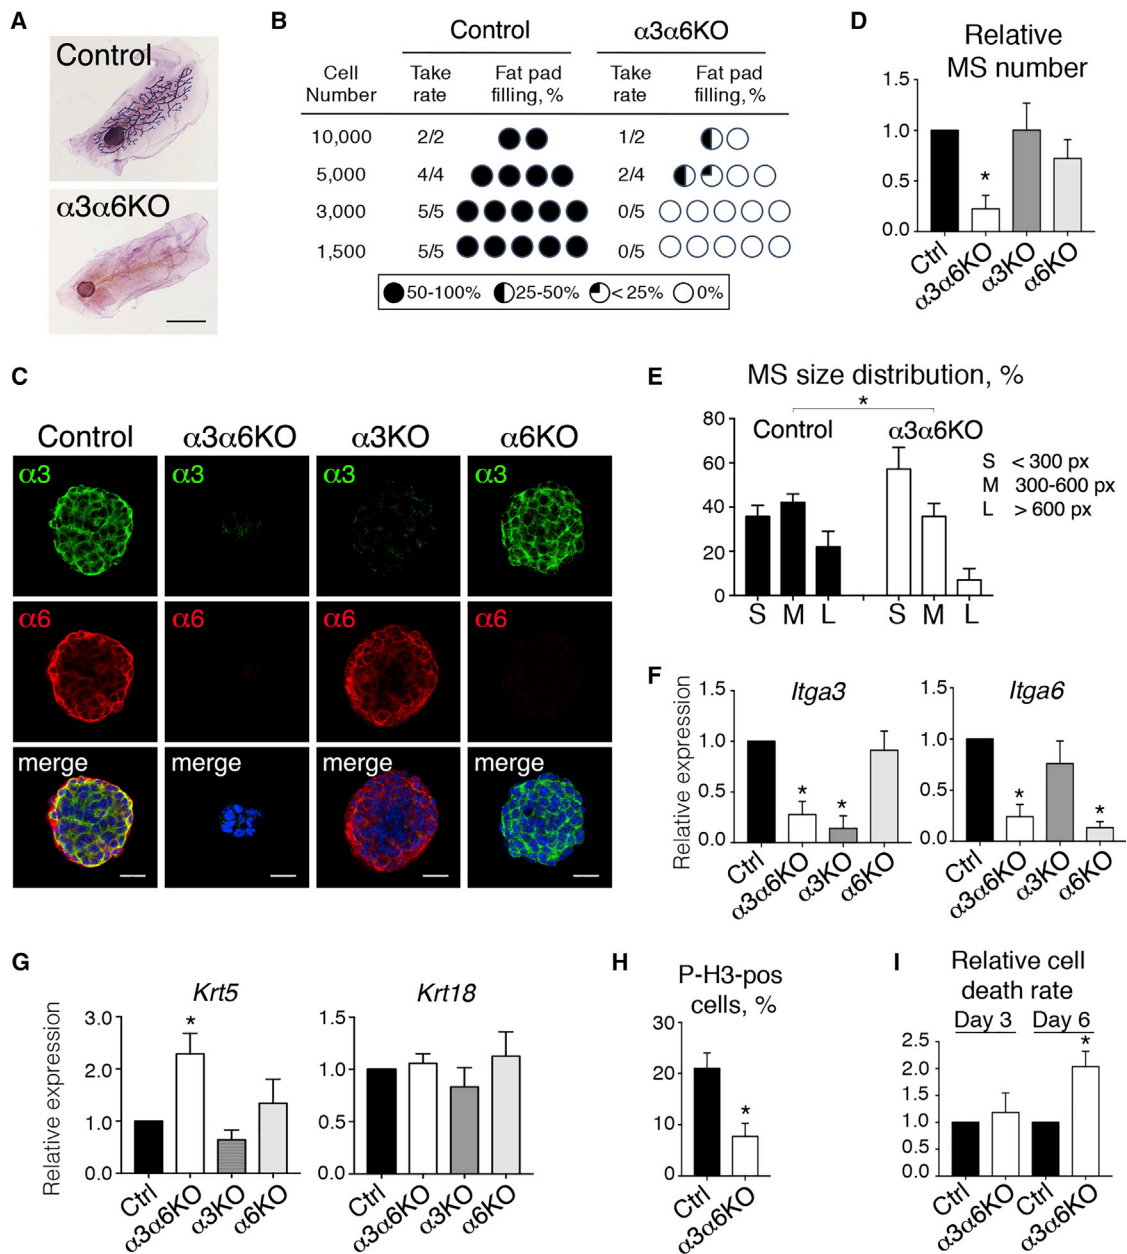 A
Control
α3α6KO
B
Control α3α6KO
Cell Number Take rate Fat pad filling, % Take rate Fat pad filling, %
10,000 2/2 1/2
5,000 4/4 2/4
3,000 5/5 0/5
1,500 5/5 0/5
50-100% 25-50% < 25% 0%
D
Relative
MS number
1.5
1.0
0.5
0.0
Ctrl α3α6KO α3KO α6KO
*
C
Control α3α6KO α3KO α6KO
α3 α3 α3 α3
α6 α6 α6 α6
merge merge merge merge
E
MS size distribution, %
*
Control α3α6KO
80
60
40
20
0
S M L S M L
S < 300 px
M 300-600 px
L > 600 px
F
Relative expression
Itga3
1.5
1.0
0.5
0.0
* *
Ctrl α3α6KO α3KO α6KO
Itga6
1.5
1.0
0.5
0.0
* *
Ctrl α3α6KO α3KO α6KO
G
Relative expression
Krt5
3.0
2.0
1.0
0.0
*
Ctrl α3α6KO α3KO α6KO
Krt18
1.5
1.0
0.5
0.0
Ctrl α3α6KO α3KO α6KO
H
P-H3-pos
cells, %
30
20
10
0
*
Ctrl α3α6KO
I
Relative cell
death rate
Day 3 Day 6
*
2.5
2.0
1.5
1.0
0.5
0.0
Ctrl α3α6KO Ctrl α3α6KO